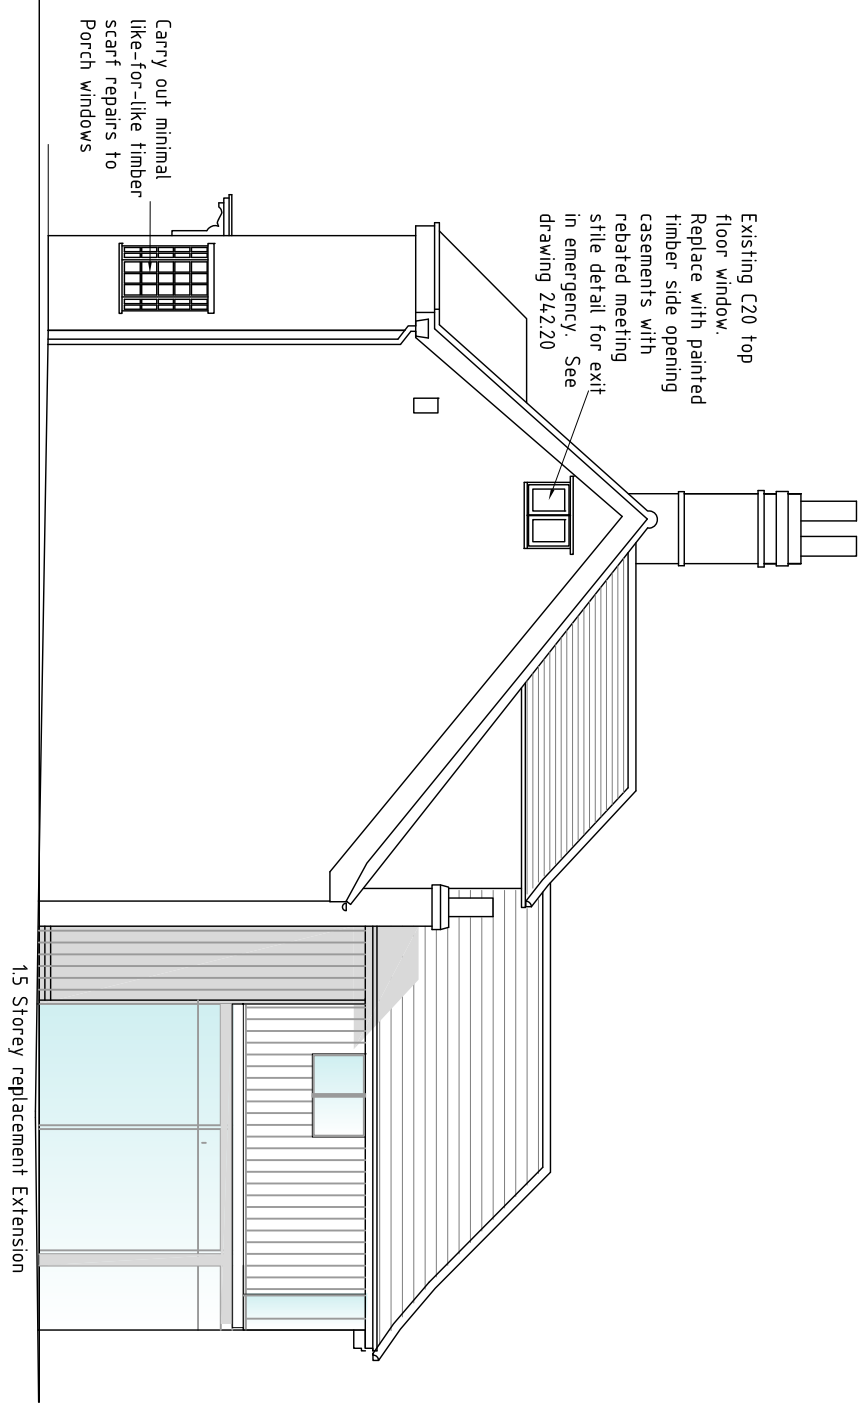 Carry out minimal
like-for-like timber
scarf repairs to
Porch windows
Existing C20 top
floor window.
Replace with painted
timber side opening
casements with
rebated meeting
stile detail for exit
in emergency. See
drawing 242.20
1.5 Storey replacement Extension